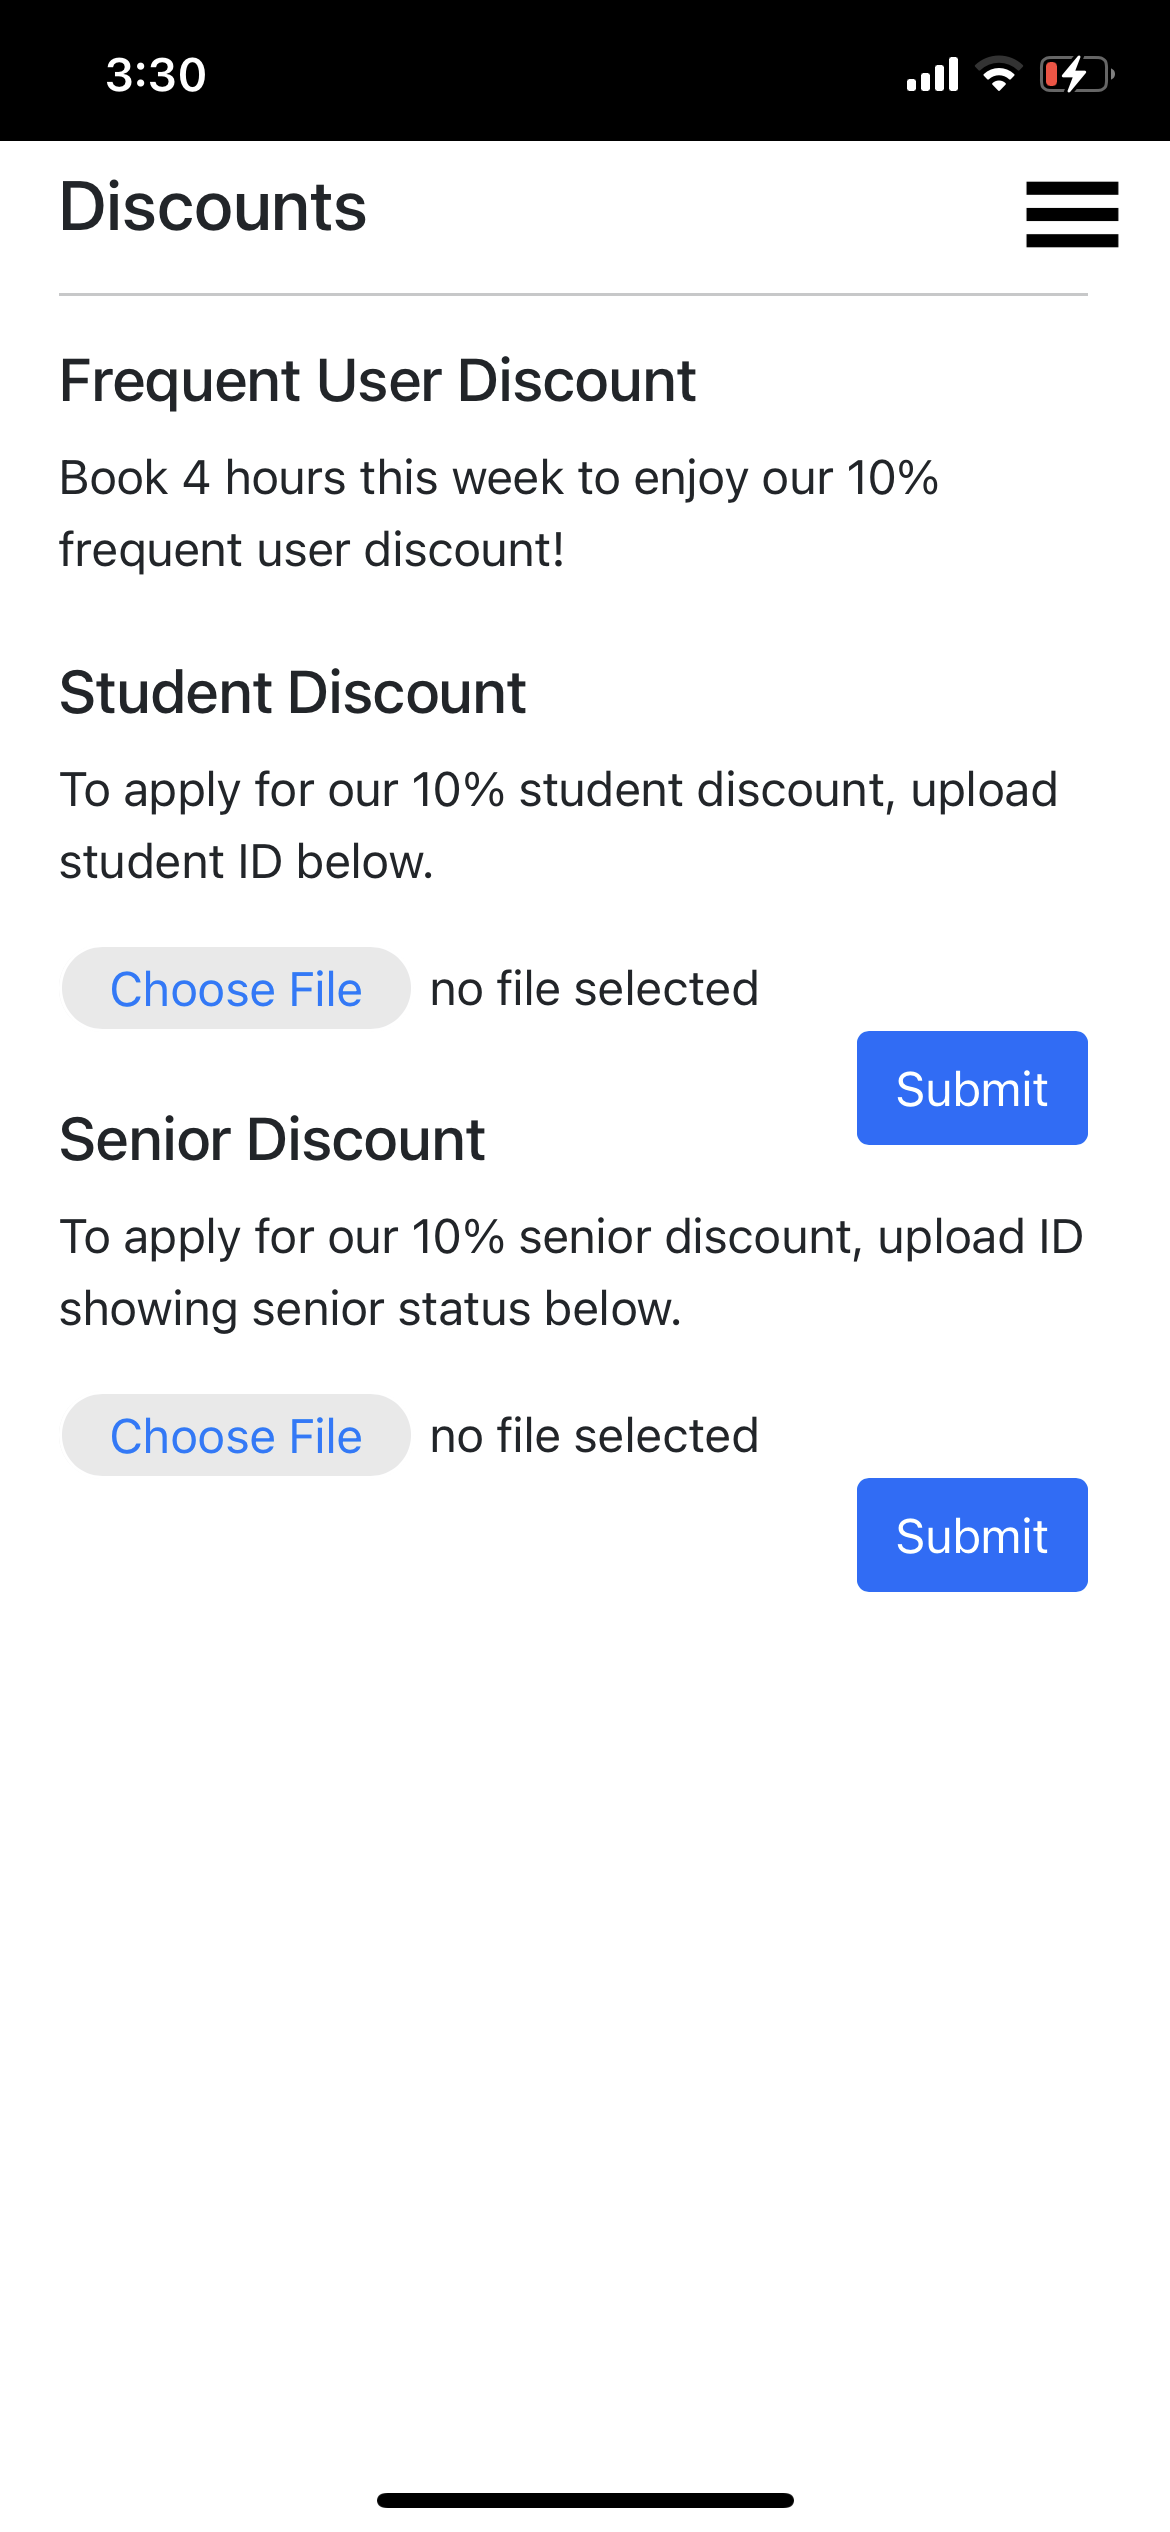 3:30
Discounts
Frequent User Discount
Book 4 hours this week to enjoy our 10%
frequent user discount!
Student Discount
To apply for our 10% student discount, upload
student ID below.
Choose File no file selected
Submit
Senior Discount
To apply for our 10% senior discount, upload ID
showing senior status below.
Choose File no file selected
Submit